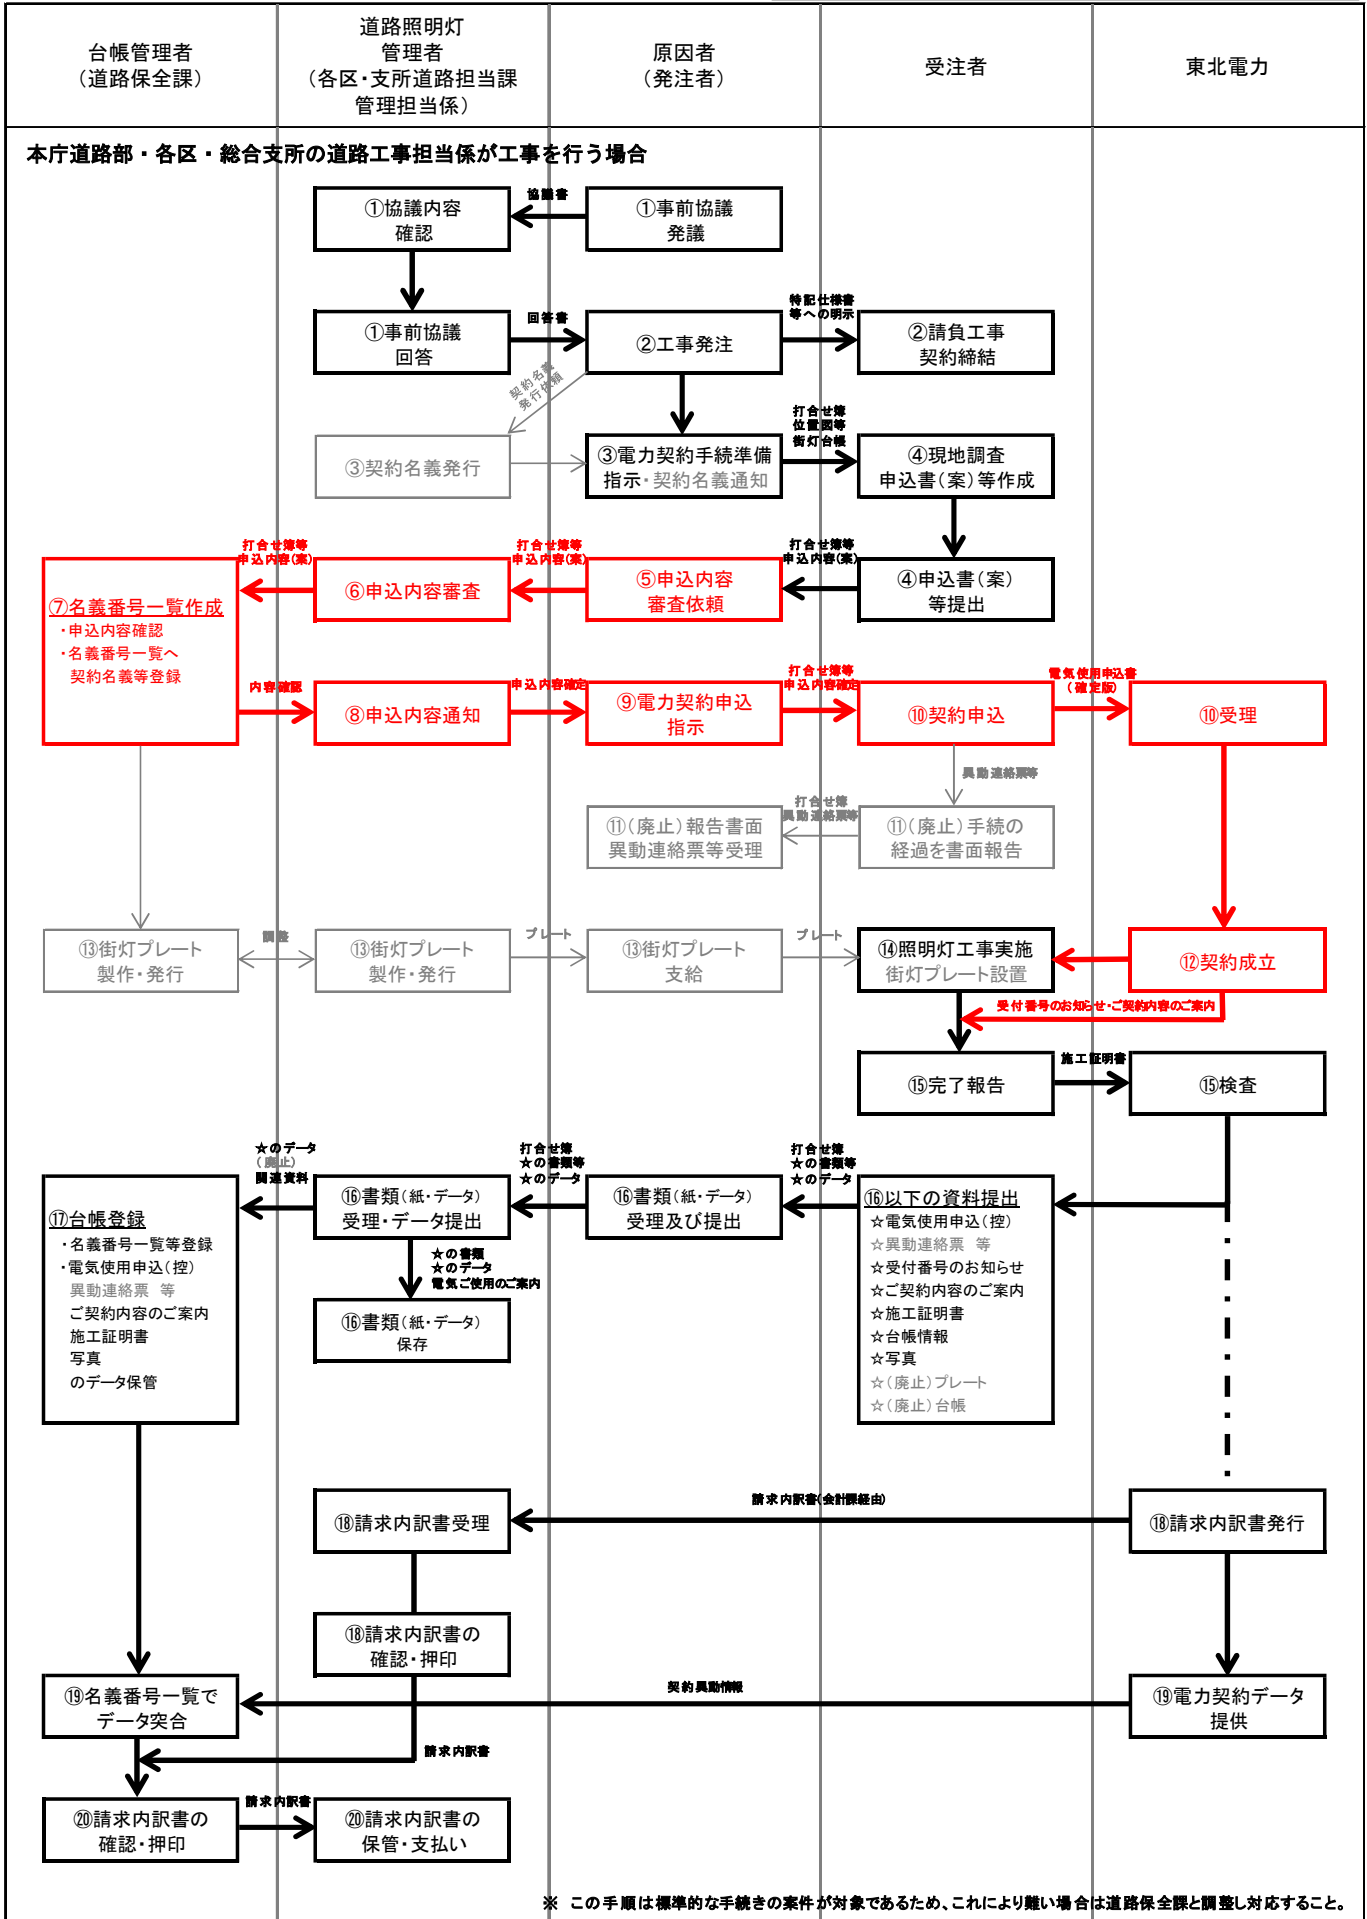 台帳管理者
（道路保全課）
道路照明灯
管理者
（各区・支所道路担当課
管理担当係）
原因者
（発注者）
受注者
東北電力
本庁道路部・各区・総合支所の道路工事担当係が工事を行う場合
①協議内容
確認
協議書
①事前協議
発議
①事前協議
回答
回答書
②工事発注
特記仕様書
等への明示
②請負工事
契約締結
契約名義
発行依頼
③契約名義発行
③電力契約手続準備
指示・契約名義通知
打合せ簿
位置図等
街灯台帳
④現地調査
申込書（案）等作成
⑦名義番号一覧作成
・申込内容確認
・名義番号一覧へ
契約名義等登録
打合せ簿等
申込内容(案)
⑥申込内容審査
打合せ簿等
申込内容(案)
⑤申込内容
審査依頼
打合せ簿等
申込内容(案)
④申込書（案）
等提出
内容確認
⑧申込内容通知
申込内容確定
⑨電力契約申込
指示
打合せ簿等
申込内容確定
⑩契約申込
電気使用申込書
（確定版）
⑩受理
異動連絡票等
⑪（廃止）報告書面
異動連絡票等受理
打合せ簿
異動連絡票等
⑪（廃止）手続の
経過を書面報告
⑬街灯プレート
製作・発行
調整
⑬街灯プレート
製作・発行
プレート
⑬街灯プレート
支給
プレート
⑭照明灯工事実施
街灯プレート設置
⑫契約成立
受付番号のお知らせ・ご契約内容のご案内
⑮完了報告
施工証明書
⑮検査
⑰台帳登録
・名義番号一覧等登録
・電気使用申込（控）
異動連絡票　等
ご契約内容のご案内
施工証明書
写真
のデータ保管
☆のデータ
（廃止）
関連資料
⑯書類（紙・データ）
受理・データ提出
打合せ簿
☆の書類等
☆のデータ
⑯書類（紙・データ）
受理及び提出
打合せ簿
☆の書類等
☆のデータ
⑯以下の資料提出
☆電気使用申込（控）
☆異動連絡票　等
☆受付番号のお知らせ
☆ご契約内容のご案内
☆施工証明書
☆台帳情報
☆写真
☆（廃止）プレート
☆（廃止）台帳
☆の書類
☆のデータ
電気ご使用のご案内
⑯書類（紙・データ）
保存
⑱請求内訳書受理
請求内訳書(会計課経由)
⑱請求内訳書発行
⑱請求内訳書の
確認・押印
⑲名義番号一覧で
データ突合
契約異動情報
⑲電力契約データ
提供
請求内訳書
⑳請求内訳書の
確認・押印
請求内訳書
⑳請求内訳書の
保管・支払い
※　この手順は標準的な手続きの案件が対象であるため、これにより難い場合は道路保全課と調整し対応すること。